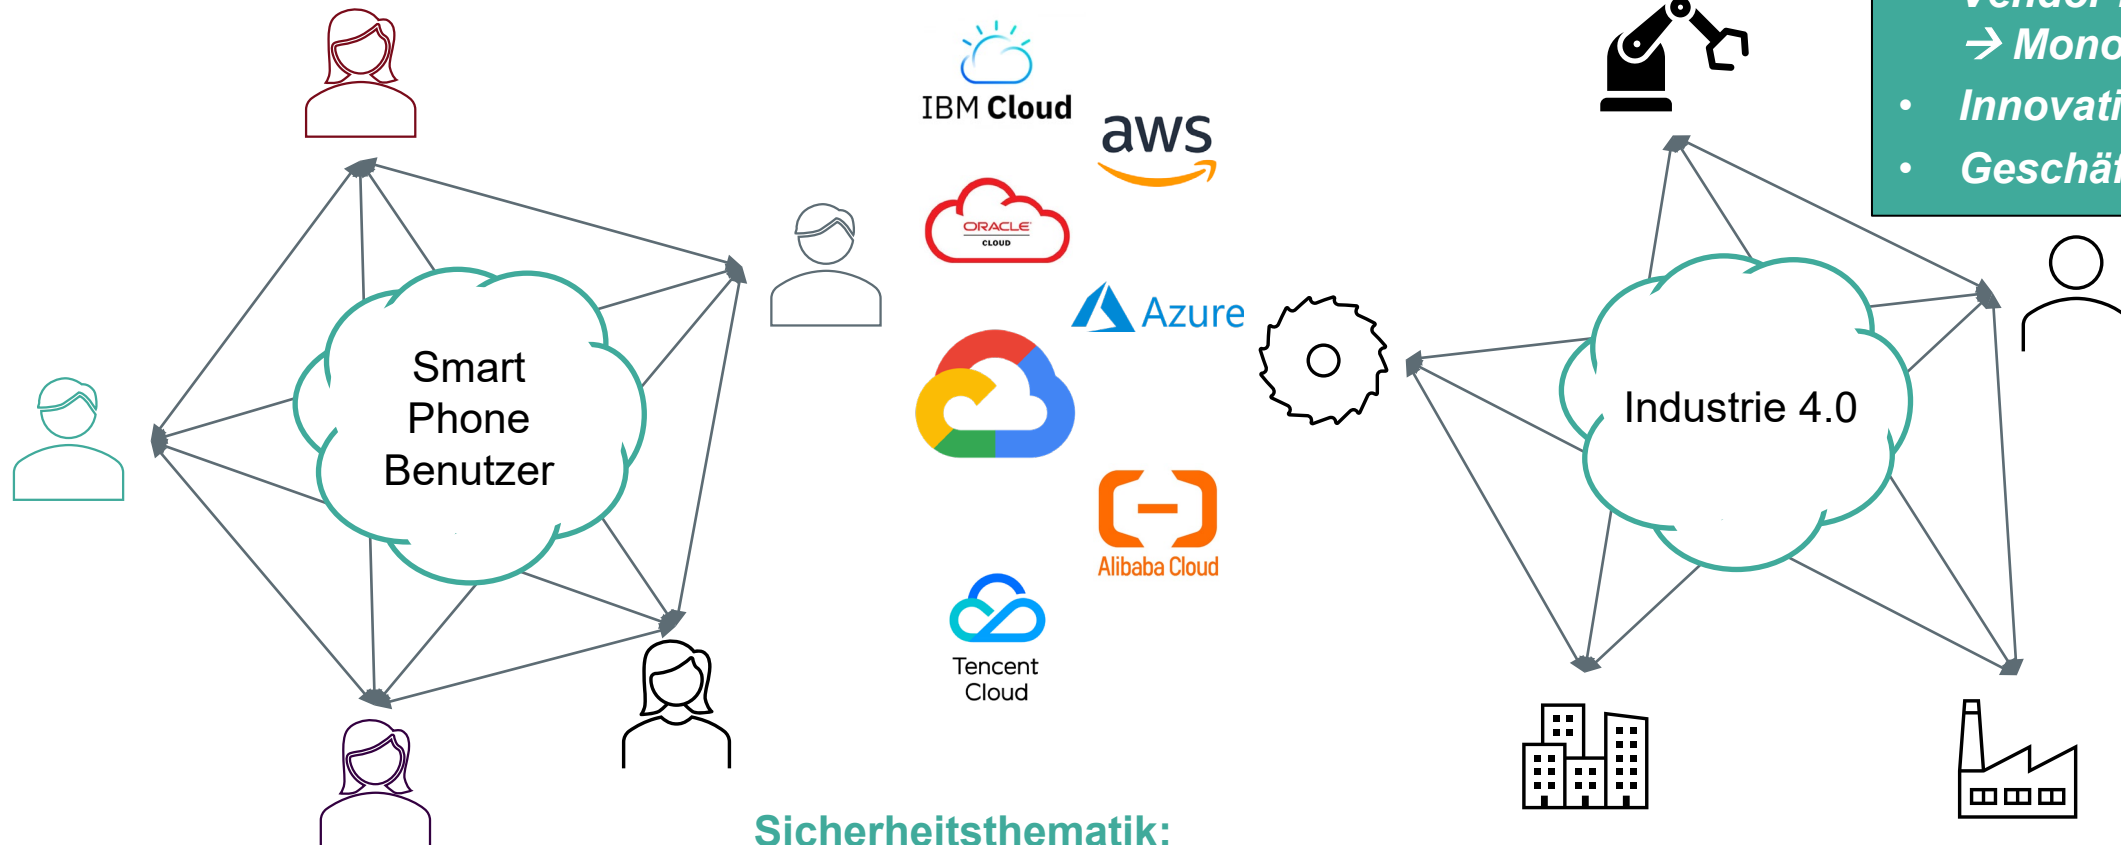 IBM Cloud
aws
ORACLE
CLOUD
Azure
Alibaba Cloud
Tencent
Cloud
Smart
Phone
Benutzer
Industrie 4.0
→ Mono
• Innovati
• Geschäf
Sicherheitsthematik: